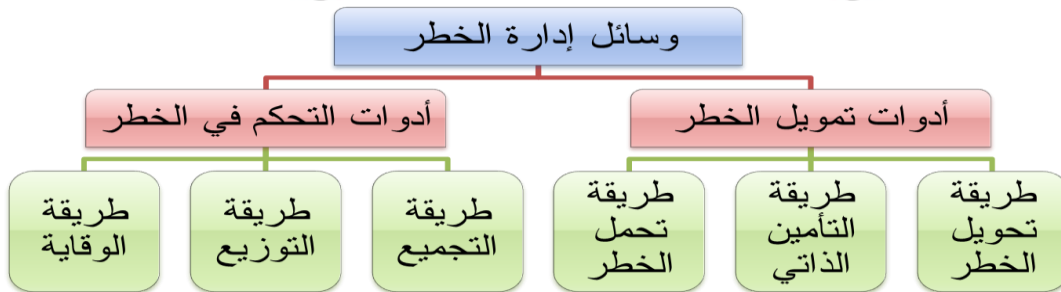 وسائل إدارة الخطر
أدوات تمويل الخطر
أدوات التحكم في الخطر
طريقة
تحويل
الخطر
طريقة
التأمين
الذاتي
طريقة
تحمل
الخطر
طريقة
التجميع
طريقة
التوزيع
طريقة
الوقاية